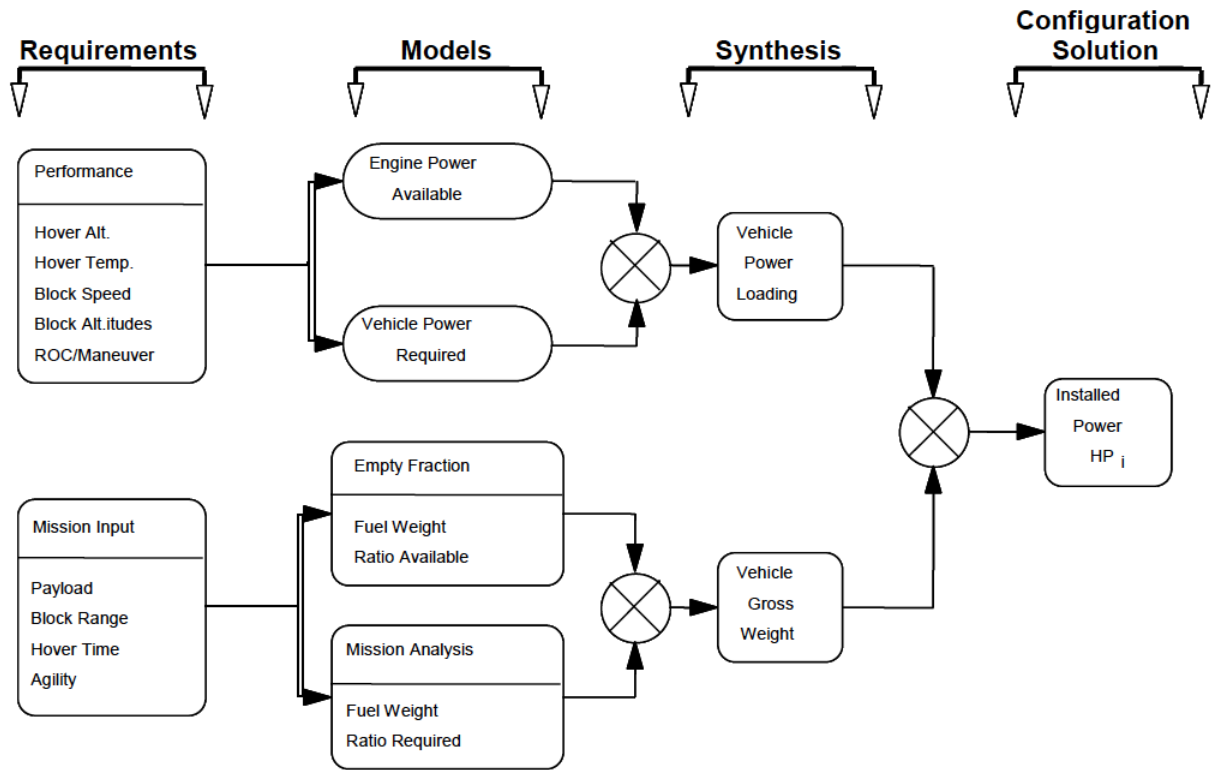 Requirements
Models
Synthesis
Configuration
Solution
Performance
Hover Alt.
Hover Temp.
Block Speed
Block Alt.itudes
ROC/Maneuver
Engine Power
Available
Vehicle Power
Required
Vehicle
Power
Loading
Mission Input
Payload
Block Range
Hover Time
Agility
Empty Fraction
Fuel Weight
Ratio Available
Mission Analysis
Fuel Weight
Ratio Required
Vehicle
Gross
Weight
Installed
Power
HP i